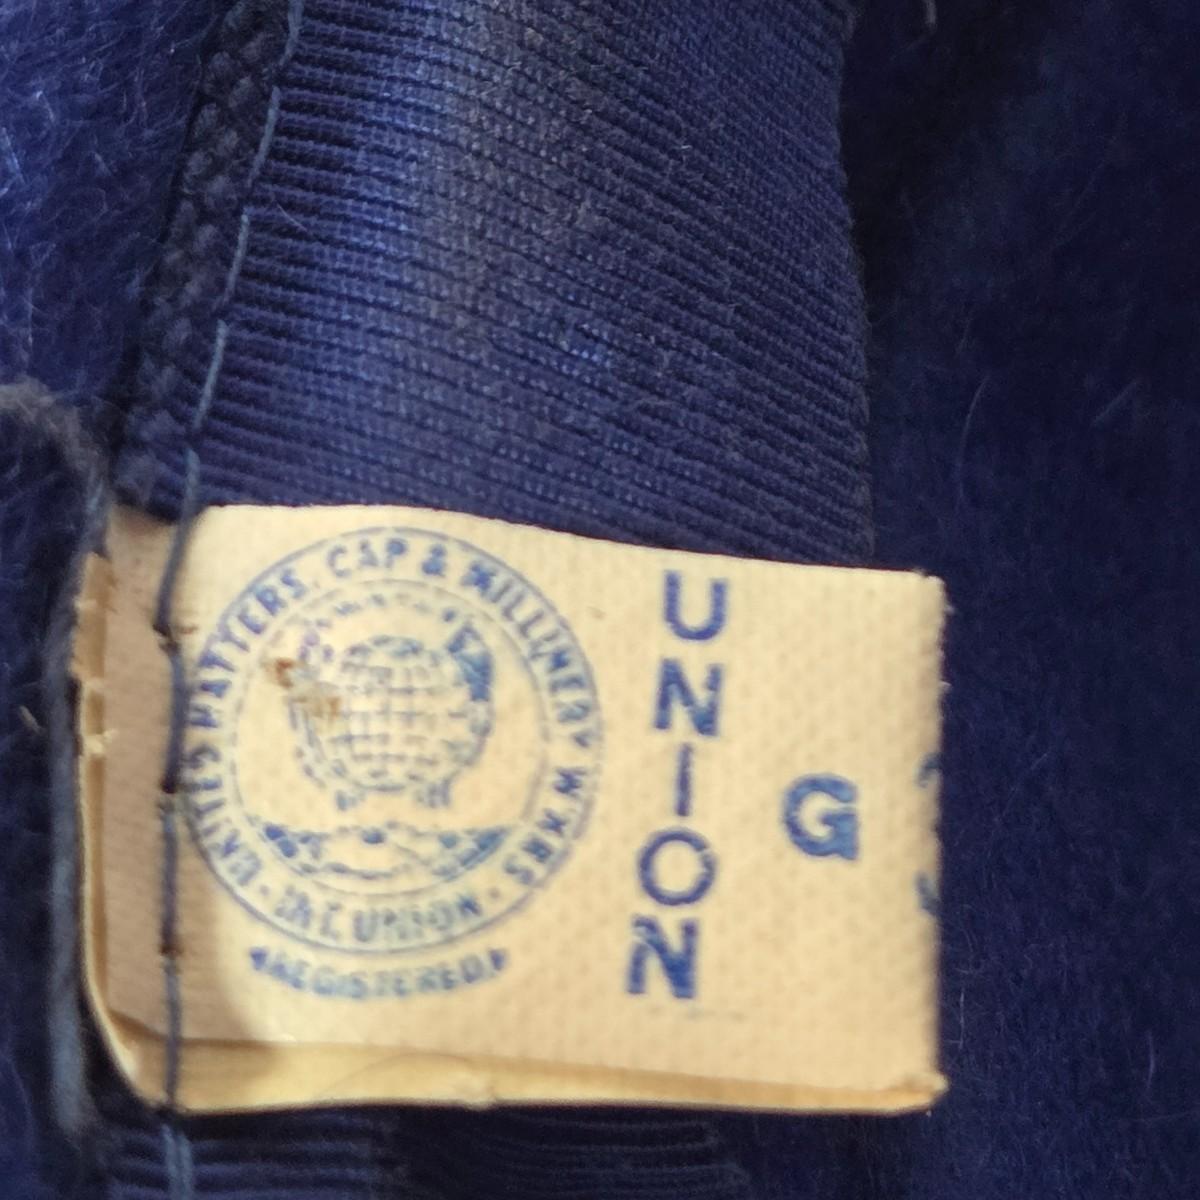 UNITED HATTERS, CAP & MILLINERY WKRS
INT. UNION
REGISTERED
UNION
G